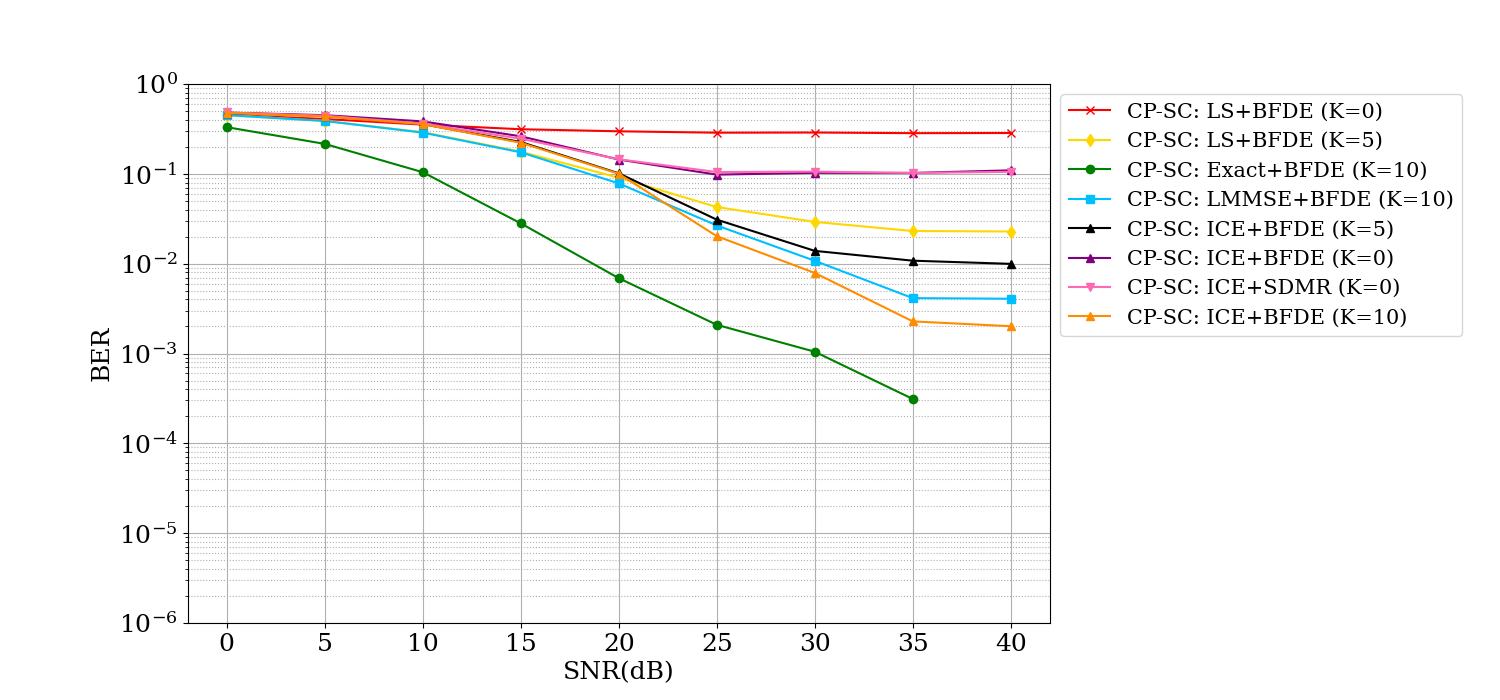 10⁰
10⁻¹
10⁻²
10⁻³
10⁻⁴
10⁻⁵
10⁻⁶
BER
0 5 10 15 20 25 30 35 40
SNR(dB)
CP-SC: LS+BFDE (K=0)
CP-SC: LS+BFDE (K=5)
CP-SC: Exact+BFDE (K=10)
CP-SC: LMMSE+BFDE (K=10)
CP-SC: ICE+BFDE (K=5)
CP-SC: ICE+BFDE (K=0)
CP-SC: ICE+SDMR (K=0)
CP-SC: ICE+BFDE (K=10)